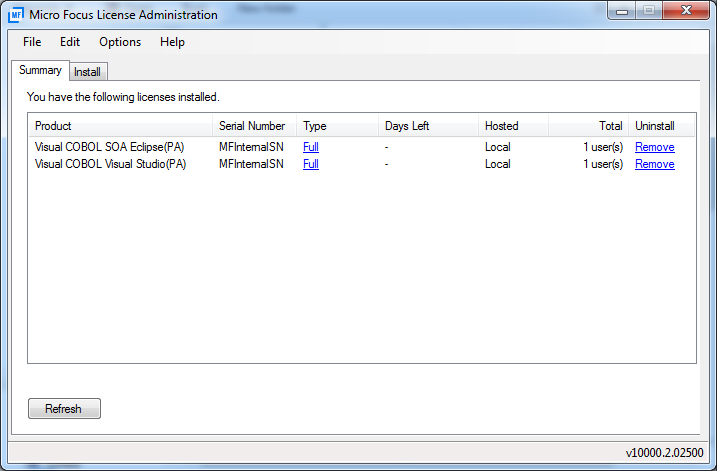 MF Micro Focus License Administration
File Edit Options Help
Summary Install
You have the following licenses installed.
Product Serial Number Type Days Left Hosted Total Uninstall
Visual COBOL SOA Eclipse(PA) MFInternalSN Full - Local 1 user(s) Remove
Visual COBOL Visual Studio(PA) MFInternalSN Full - Local 1 user(s) Remove
Refresh
v10000.2.02500